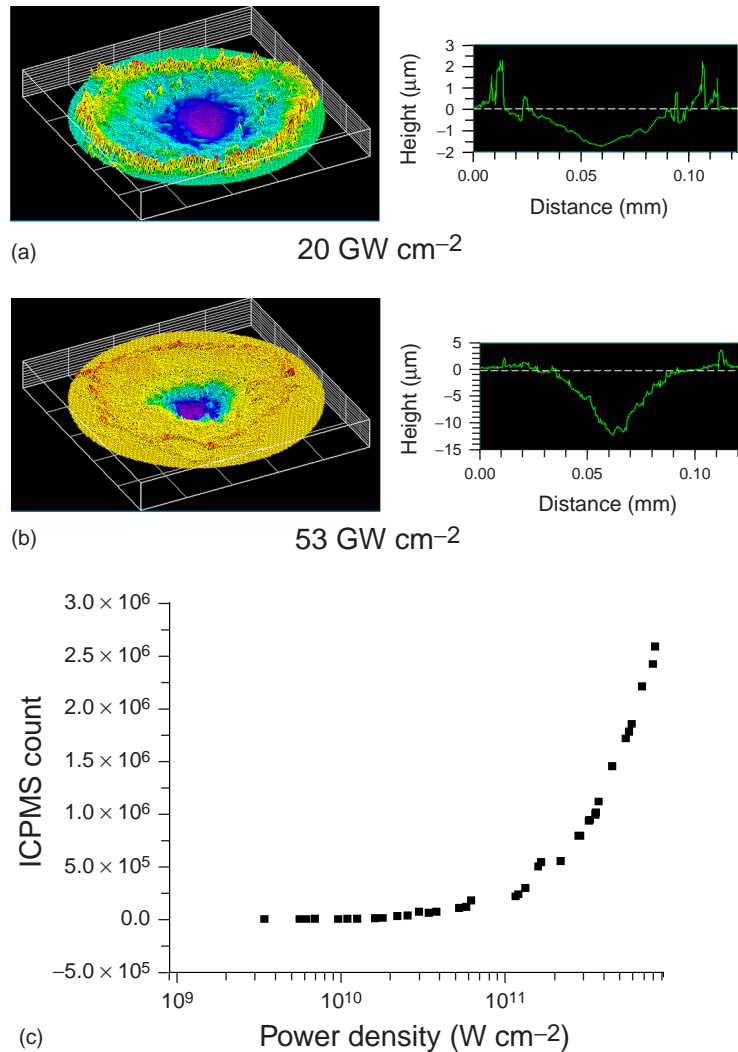 3
2
1
0
−1
−2
Height (μm)
0.00 0.05 0.10
Distance (mm)
(a) 20 GW cm−2
5
0
−5
−10
−15
Height (μm)
0.00 0.05 0.10
Distance (mm)
(b) 53 GW cm−2
3.0 × 10⁶
2.5 × 10⁶
2.0 × 10⁶
1.5 × 10⁶
1.0 × 10⁶
5.0 × 10⁵
0.0
−5.0 × 10⁵
ICPMS count
10⁹ 10¹⁰ 10¹¹
(c) Power density (W cm−2)